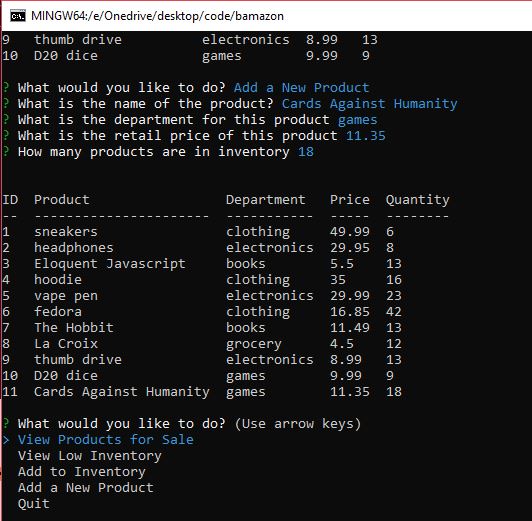 MINGW64:/e/Onedrive/desktop/code/bamazon
9   thumb drive             electronics  8.99   13
10  D20 dice                games        9.99   9
? What would you like to do? Add a New Product
? What is the name of the product? Cards Against Humanity
? What is the department for this product games
? What is the retail price of this product 11.35
? How many products are in inventory 18
ID  Product                 Department   Price  Quantity
--  ----------------------  -----------  -----  --------
1   sneakers                clothing     49.99  6
2   headphones              electronics  29.95  8
3   Eloquent Javascript     books        5.5    13
4   hoodie                  clothing     35     16
5   vape pen                electronics  29.99  23
6   fedora                  clothing     16.85  42
7   The Hobbit              books        11.49  13
8   La Croix                grocery      4.5    12
9   thumb drive             electronics  8.99   13
10  D20 dice                games        9.99   9
11  Cards Against Humanity  games        11.35  18
? What would you like to do? (Use arrow keys)
> View Products for Sale
  View Low Inventory
  Add to Inventory
  Add a New Product
  Quit